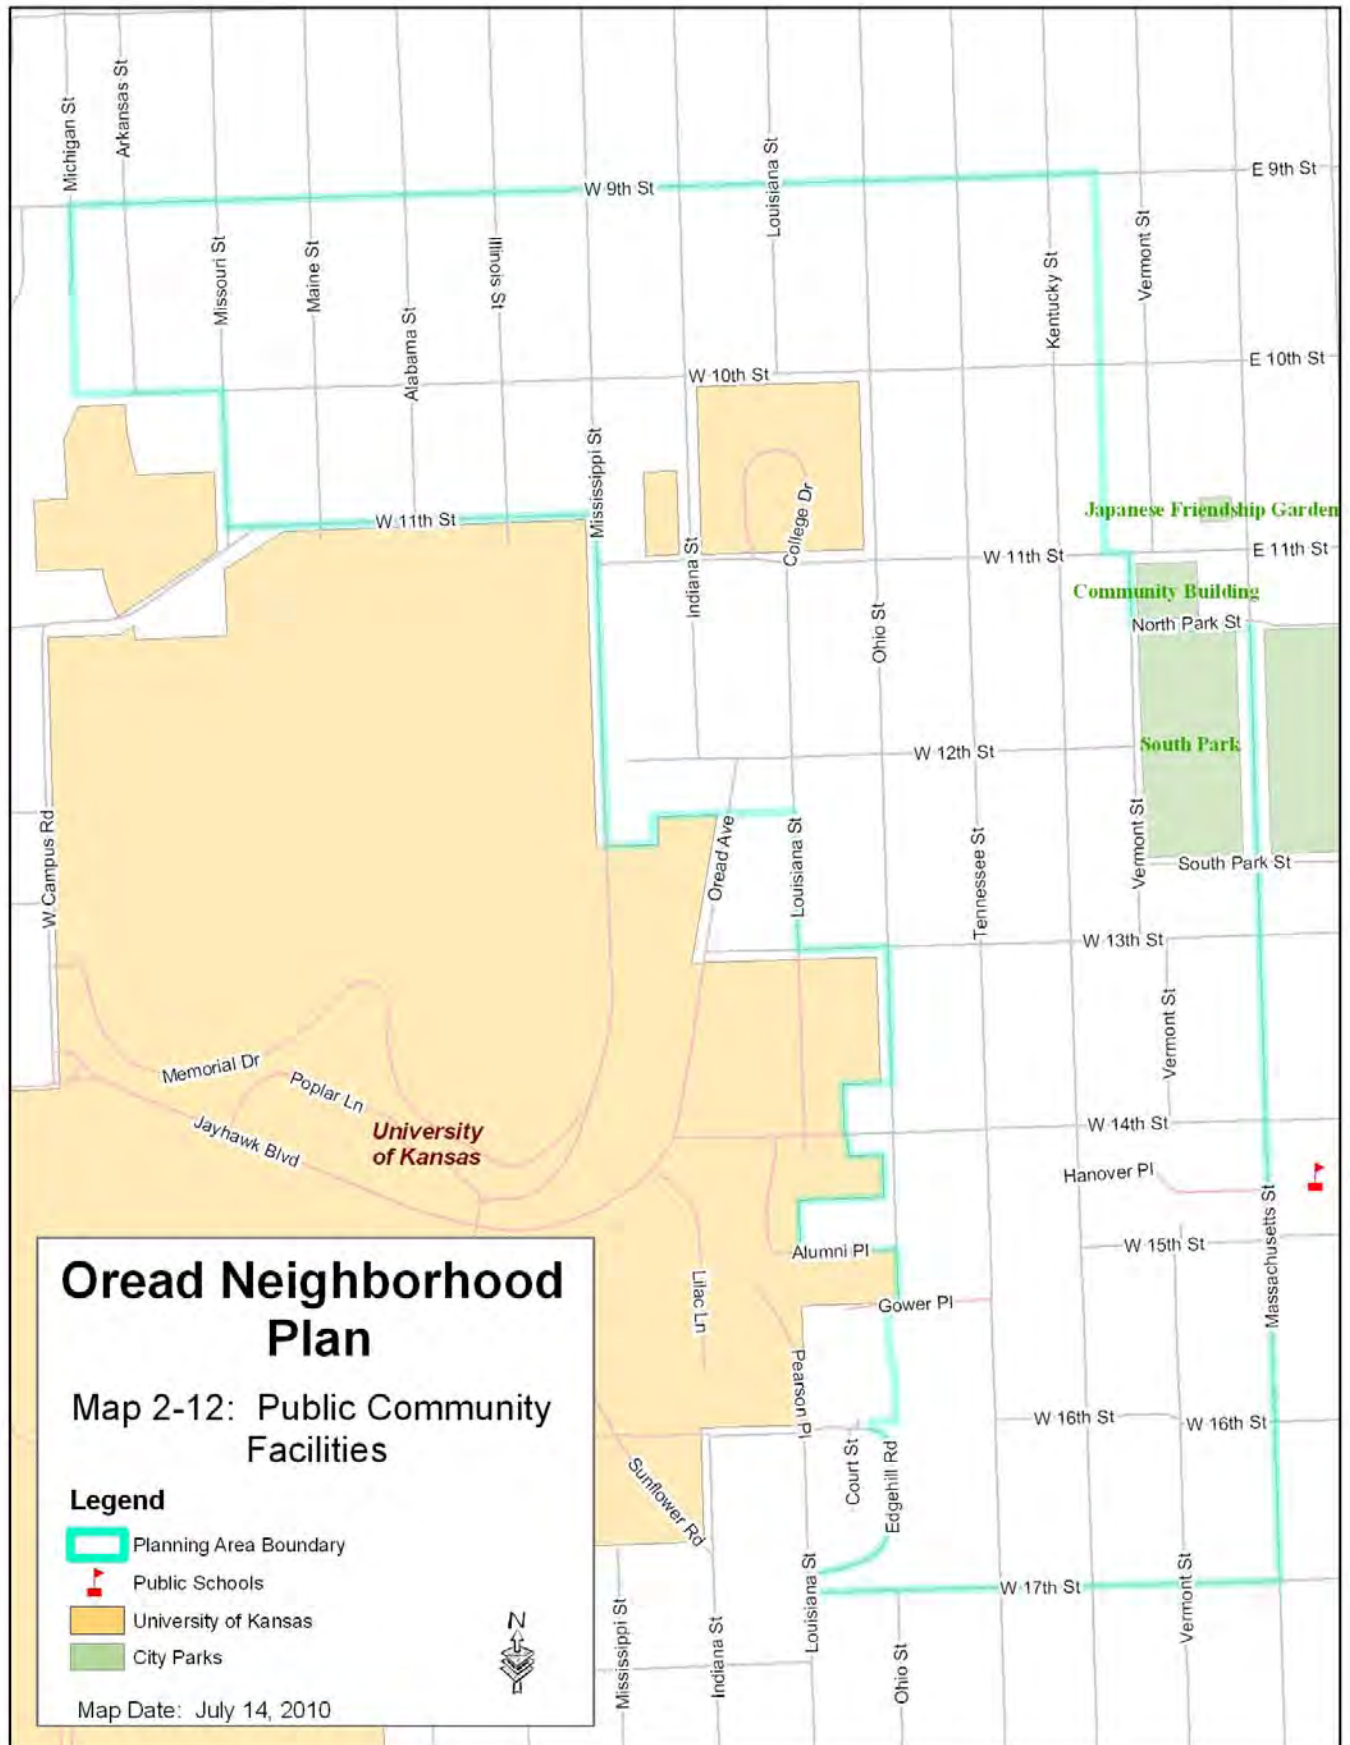 Michigan St
Arkansas St
W 9th St
Louisiana St
E 9th St
Missouri St
Maine St
Alabama St
Illinois St
Kentucky St
Vermont St
W 10th St
E 10th St
Mississippi St
College Dr
Japanese Friendship Garden
W 11th St
Indiana St
W 11th St
E 11th St
Community Building
North Park St
Ohio St
South Park
W 12th St
W Campus Rd
Oread Ave
Louisiana St
Tennessee St
Vermont St
South Park St
W 13th St
Vermont St
Memorial Dr
Poplar Ln
Jayhawk Blvd
University
of Kansas
W 14th St
Hanover Pl
Massachusetts St
W 15th St
Alumni Pl
Lilac Ln
Gower Pl
Pearson Pl
W 16th St
W 16th St
Court St
Edgehill Rd
Sunflower Rd
Louisiana St
W 17th St
Vermont St
Mississippi St
Indiana St
Ohio St
Oread Neighborhood
Plan
Map 2-12: Public Community
Facilities
Legend
Planning Area Boundary
Public Schools
University of Kansas
City Parks
N
Map Date: July 14, 2010